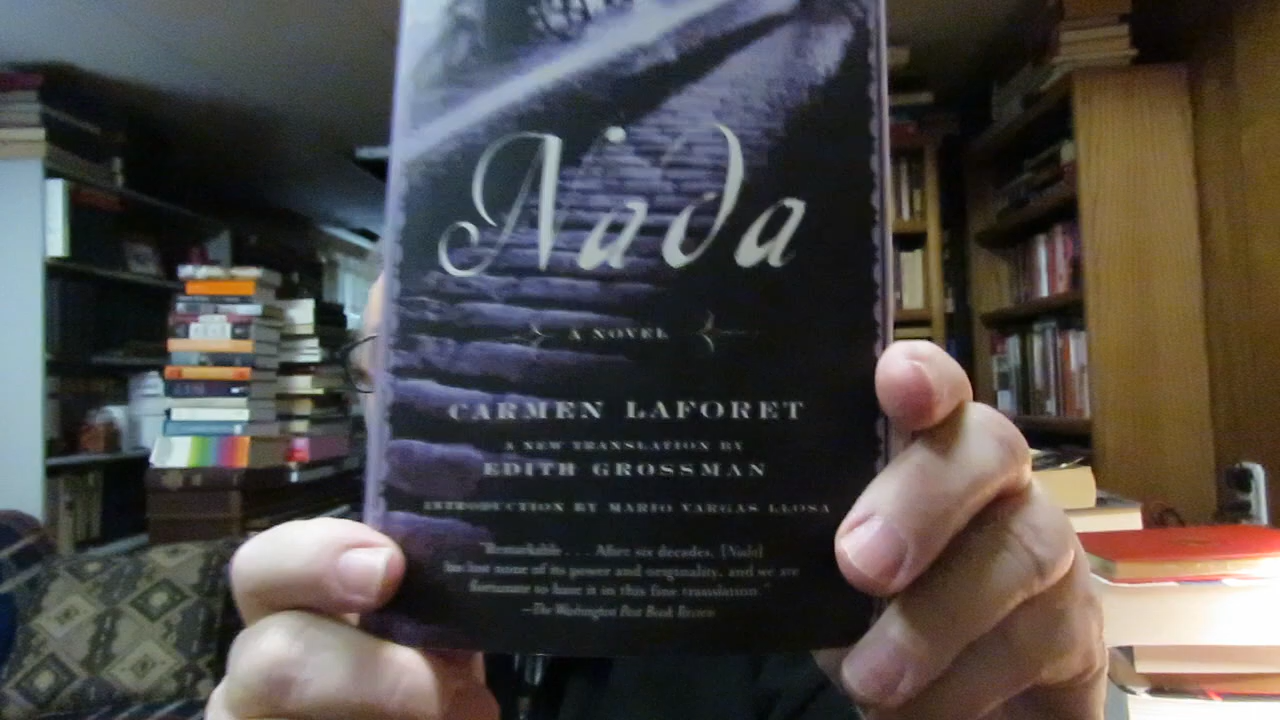 Nada
A NOVEL
CARMEN LAFORET
A NEW TRANSLATION BY
EDITH GROSSMAN
INTRODUCTION BY MARIO VARGAS LLOSA
"Remarkable . . . After six decades, [Nada]
has lost none of its power and originality, and we are
fortunate to have it in this fine translation."
—The Washington Post Book Review